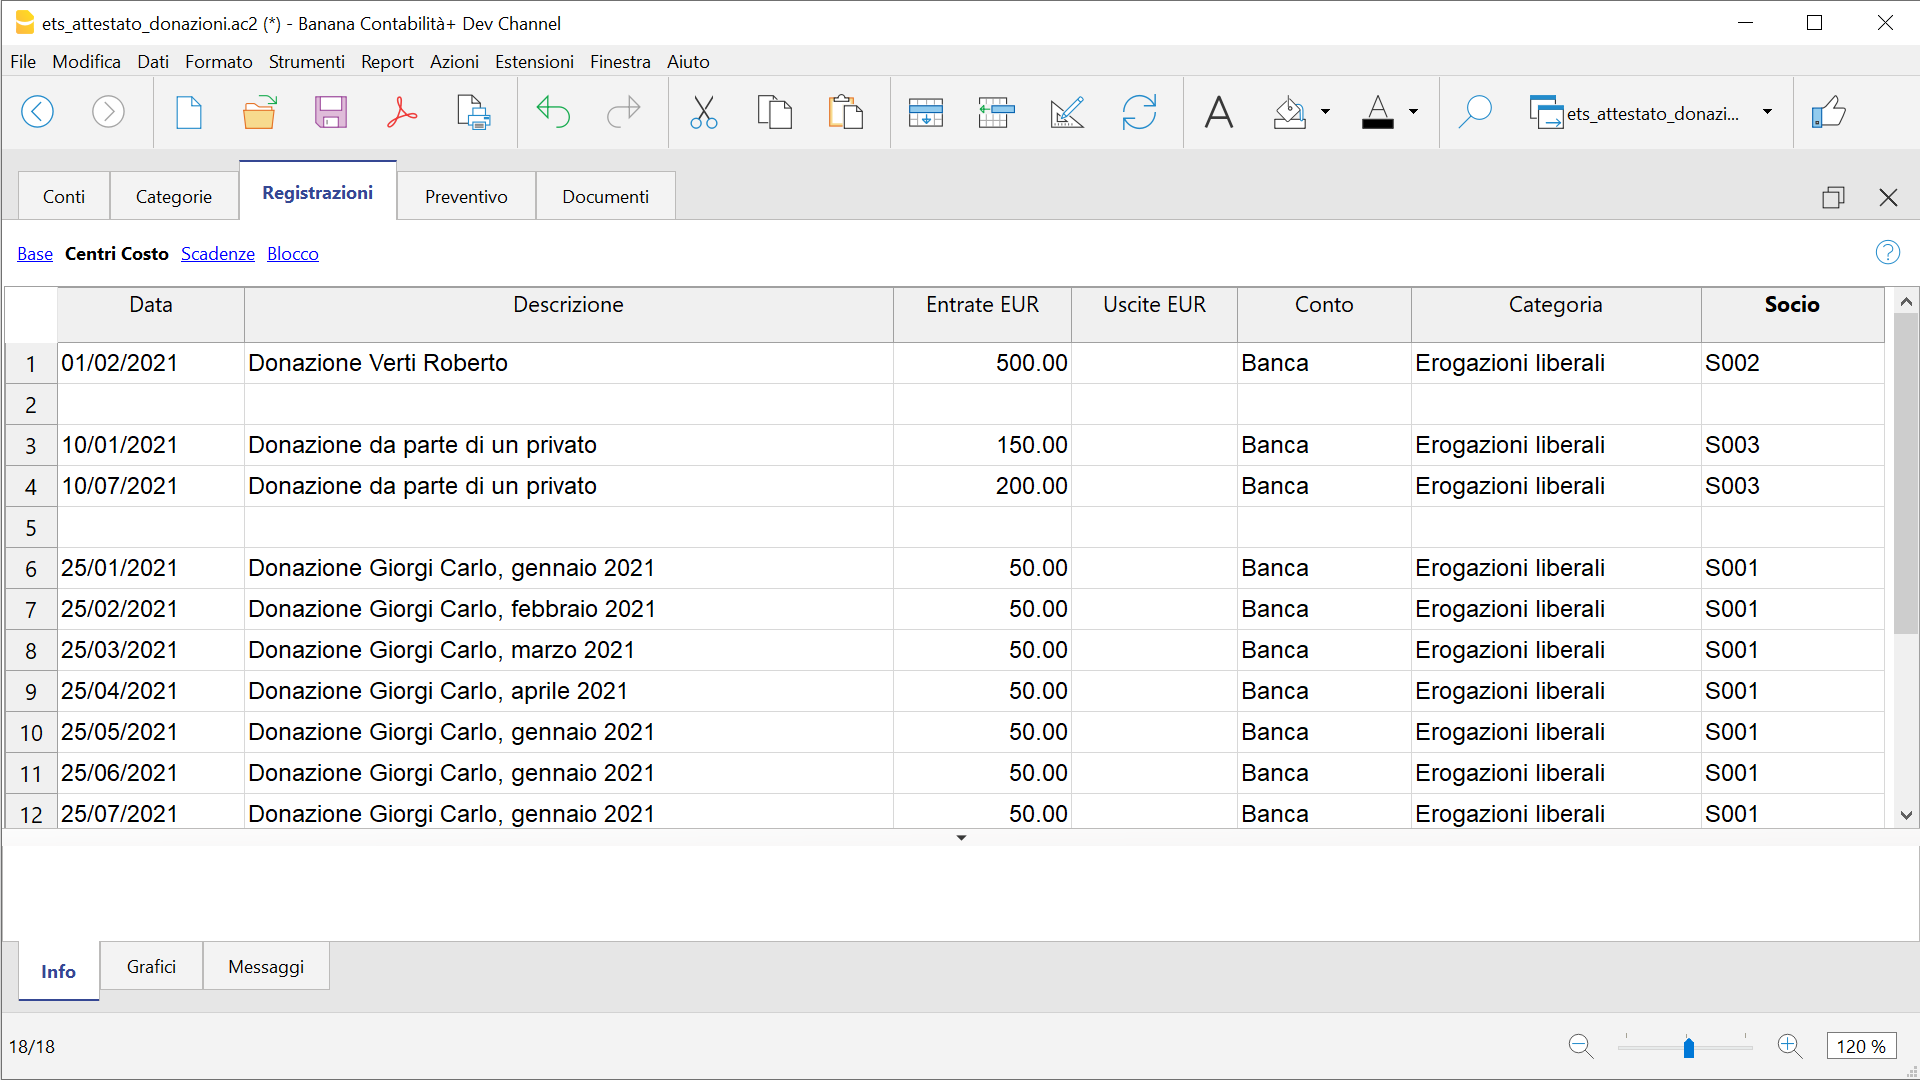 ets_attestato_donazioni.ac2 (*) - Banana Contabilità+ Dev Channel
File Modifica Dati Formato Strumenti Report Azioni Estensioni Finestra Aiuto
ets_attestato_donazi...
Conti Categorie Registrazioni Preventivo Documenti
Base Centri Costo Scadenze Blocco
Data Descrizione Entrate EUR Uscite EUR Conto Categoria Socio
1 01/02/2021 Donazione Verti Roberto 500.00 Banca Erogazioni liberali S002
2
3 10/01/2021 Donazione da parte di un privato 150.00 Banca Erogazioni liberali S003
4 10/07/2021 Donazione da parte di un privato 200.00 Banca Erogazioni liberali S003
5
6 25/01/2021 Donazione Giorgi Carlo, gennaio 2021 50.00 Banca Erogazioni liberali S001
7 25/02/2021 Donazione Giorgi Carlo, febbraio 2021 50.00 Banca Erogazioni liberali S001
8 25/03/2021 Donazione Giorgi Carlo, marzo 2021 50.00 Banca Erogazioni liberali S001
9 25/04/2021 Donazione Giorgi Carlo, aprile 2021 50.00 Banca Erogazioni liberali S001
10 25/05/2021 Donazione Giorgi Carlo, gennaio 2021 50.00 Banca Erogazioni liberali S001
11 25/06/2021 Donazione Giorgi Carlo, gennaio 2021 50.00 Banca Erogazioni liberali S001
12 25/07/2021 Donazione Giorgi Carlo, gennaio 2021 50.00 Banca Erogazioni liberali S001
Info Grafici Messaggi
18/18 120 %